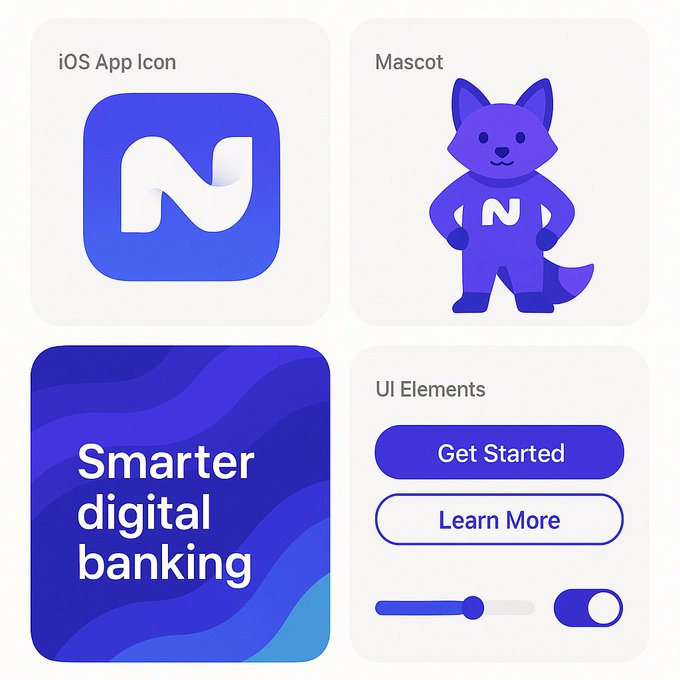 iOS App Icon
N
Mascot
N
Smarter
digital
banking
UI Elements
Get Started
Learn More